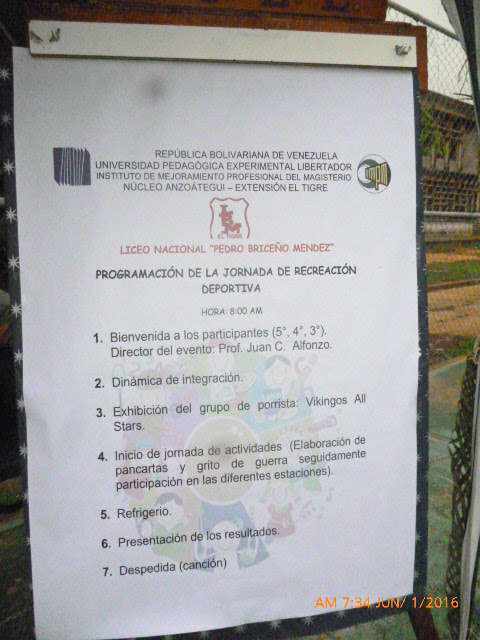 REPÚBLICA BOLIVARIANA DE VENEZUELA
UNIVERSIDAD PEDAGÓGICA EXPERIMENTAL LIBERTADOR
INSTITUTO DE MEJORAMIENTO PROFESIONAL DEL MAGISTERIO
NÚCLEO ANZOÁTEGUI – EXTENSIÓN EL TIGRE
EL TIGRE
LICEO NACIONAL "PEDRO BRICEÑO MENDEZ"
PROGRAMACIÓN DE LA JORNADA DE RECREACIÓN
DEPORTIVA
HORA: 8:00 AM
1. Bienvenida a los participantes (5°, 4°, 3°).
Director del evento: Prof. Juan C. Alfonzo.
2. Dinámica de integración.
3. Exhibición del grupo de porrista: Vikingos All
Stars.
4. Inicio de jornada de actividades (Elaboración de
pancartas y grito de guerra seguidamente
participación en las diferentes estaciones).
5. Refrigerio.
6. Presentación de los resultados.
7. Despedida (canción)
AM 7:34 JUN/ 1/2016